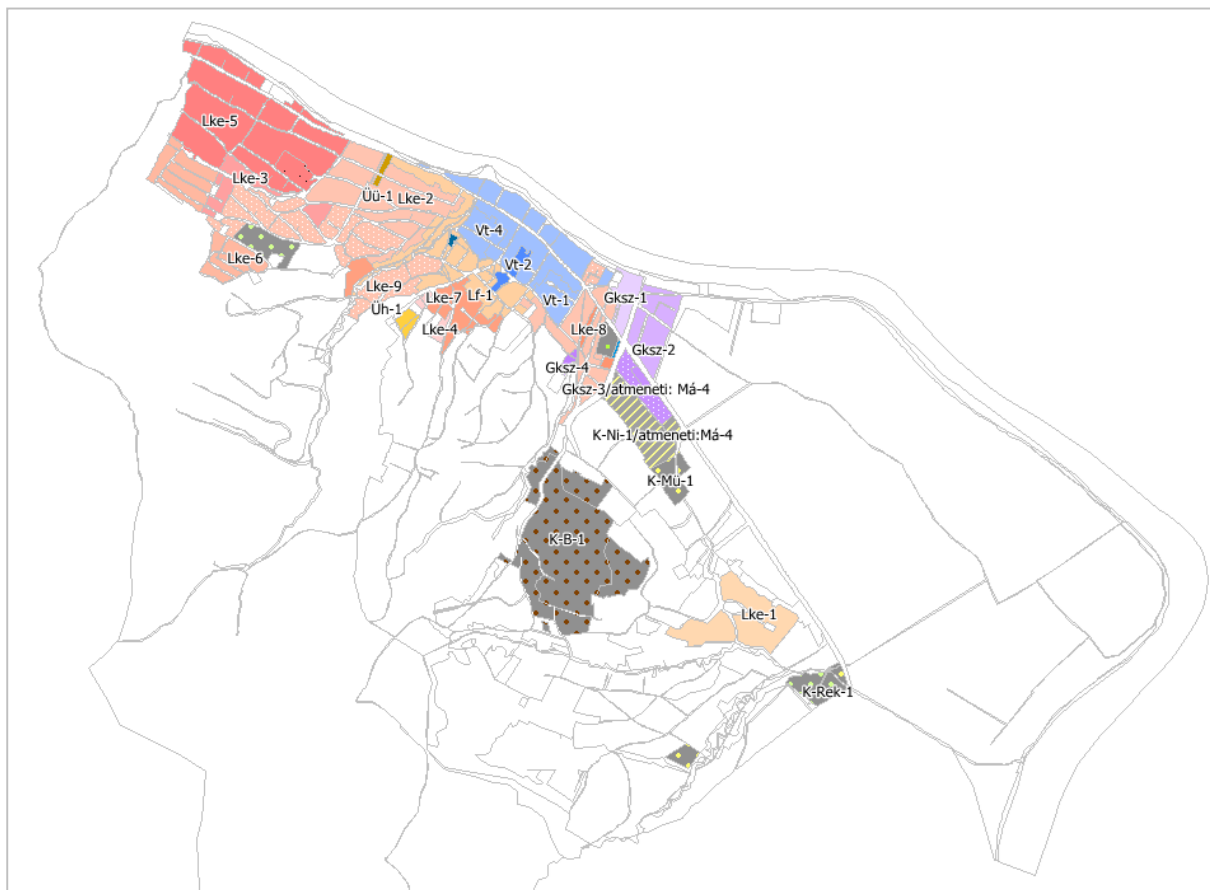 Lke-5
Lke-3
Üü-1
Lke-2
Vt-4
Lke-6
Vt-2
Lke-9
Lke-7
Lf-1
Vt-1
Gksz-1
Üh-1
Lke-4
Lke-8
Gksz-2
Gksz-4
Gksz-3/atmeneti: Má-4
K-Ni-1/atmeneti:Má-4
K-Mü-1
K-B-1
Lke-1
K-Rek-1